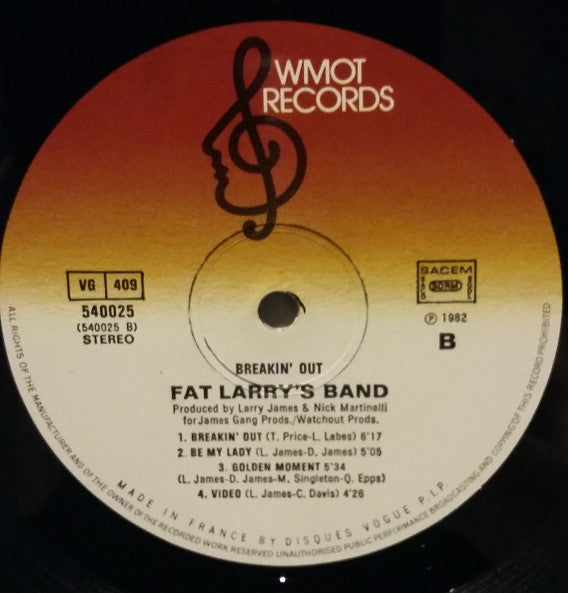 WMOT
RECORDS
VG 409
540025
(540025 B)
STEREO
SACEM
SDRM
℗ 1982
B
BREAKIN' OUT
FAT LARRY'S BAND
Produced by Larry James & Nick Martinelli
for James Gang Prods./Watchout Prods.
1. BREAKIN' OUT (T. Price-L. Labes) 6'17
2. BE MY LADY (L. James-D. James) 5'05
3. GOLDEN MOMENT 5'34
(L. James-D. James-M. Singleton-Q. Epps)
4. VIDEO (L. James-C. Davis) 4'26
MADE IN FRANCE BY DISQUES VOGUE P.I.P.
ALL RIGHTS OF THE MANUFACTURER AND OF THE OWNER OF THE RECORDED WORK RESERVED UNAUTHORISED PUBLIC PERFORMANCE BROADCASTING AND COPYING OF THIS RECORD PROHIBITED